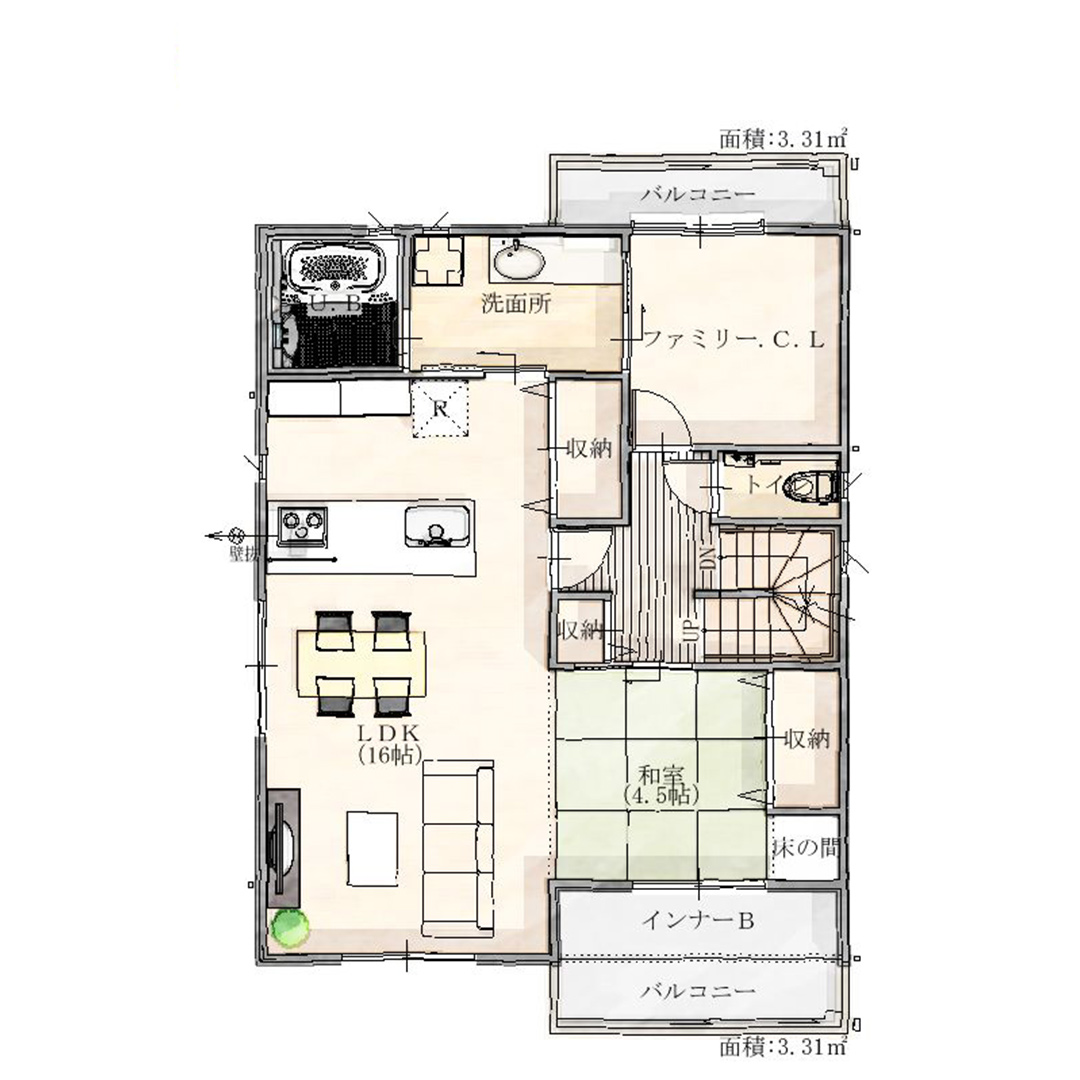 面積:3.31㎡
バルコニー
U.B
洗面所
ファミリー.C.L
R
収納
トイレ
壁抜
DN
収納
UP
LDK
(16帖)
収納
和室
(4.5帖)
床の間
インナーB
バルコニー
面積:3.31㎡